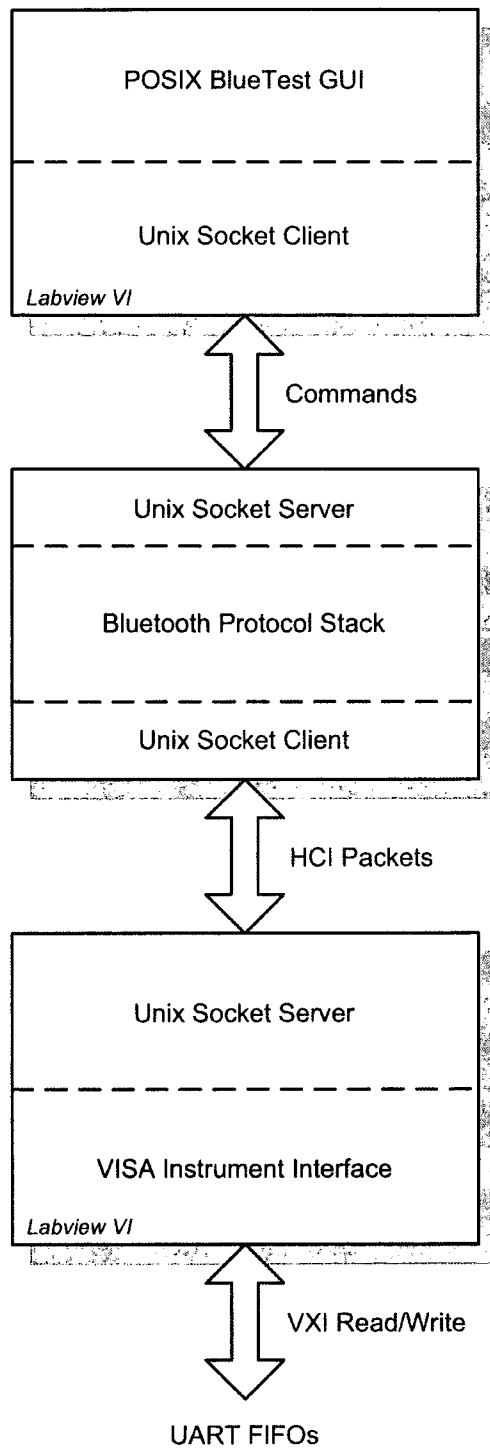 POSIX BlueTest GUI
Unix Socket Client
Labview VI
Commands
Unix Socket Server
Bluetooth Protocol Stack
Unix Socket Client
HCI Packets
Unix Socket Server
VISA Instrument Interface
Labview VI
VXI Read/Write
UART FIFOs